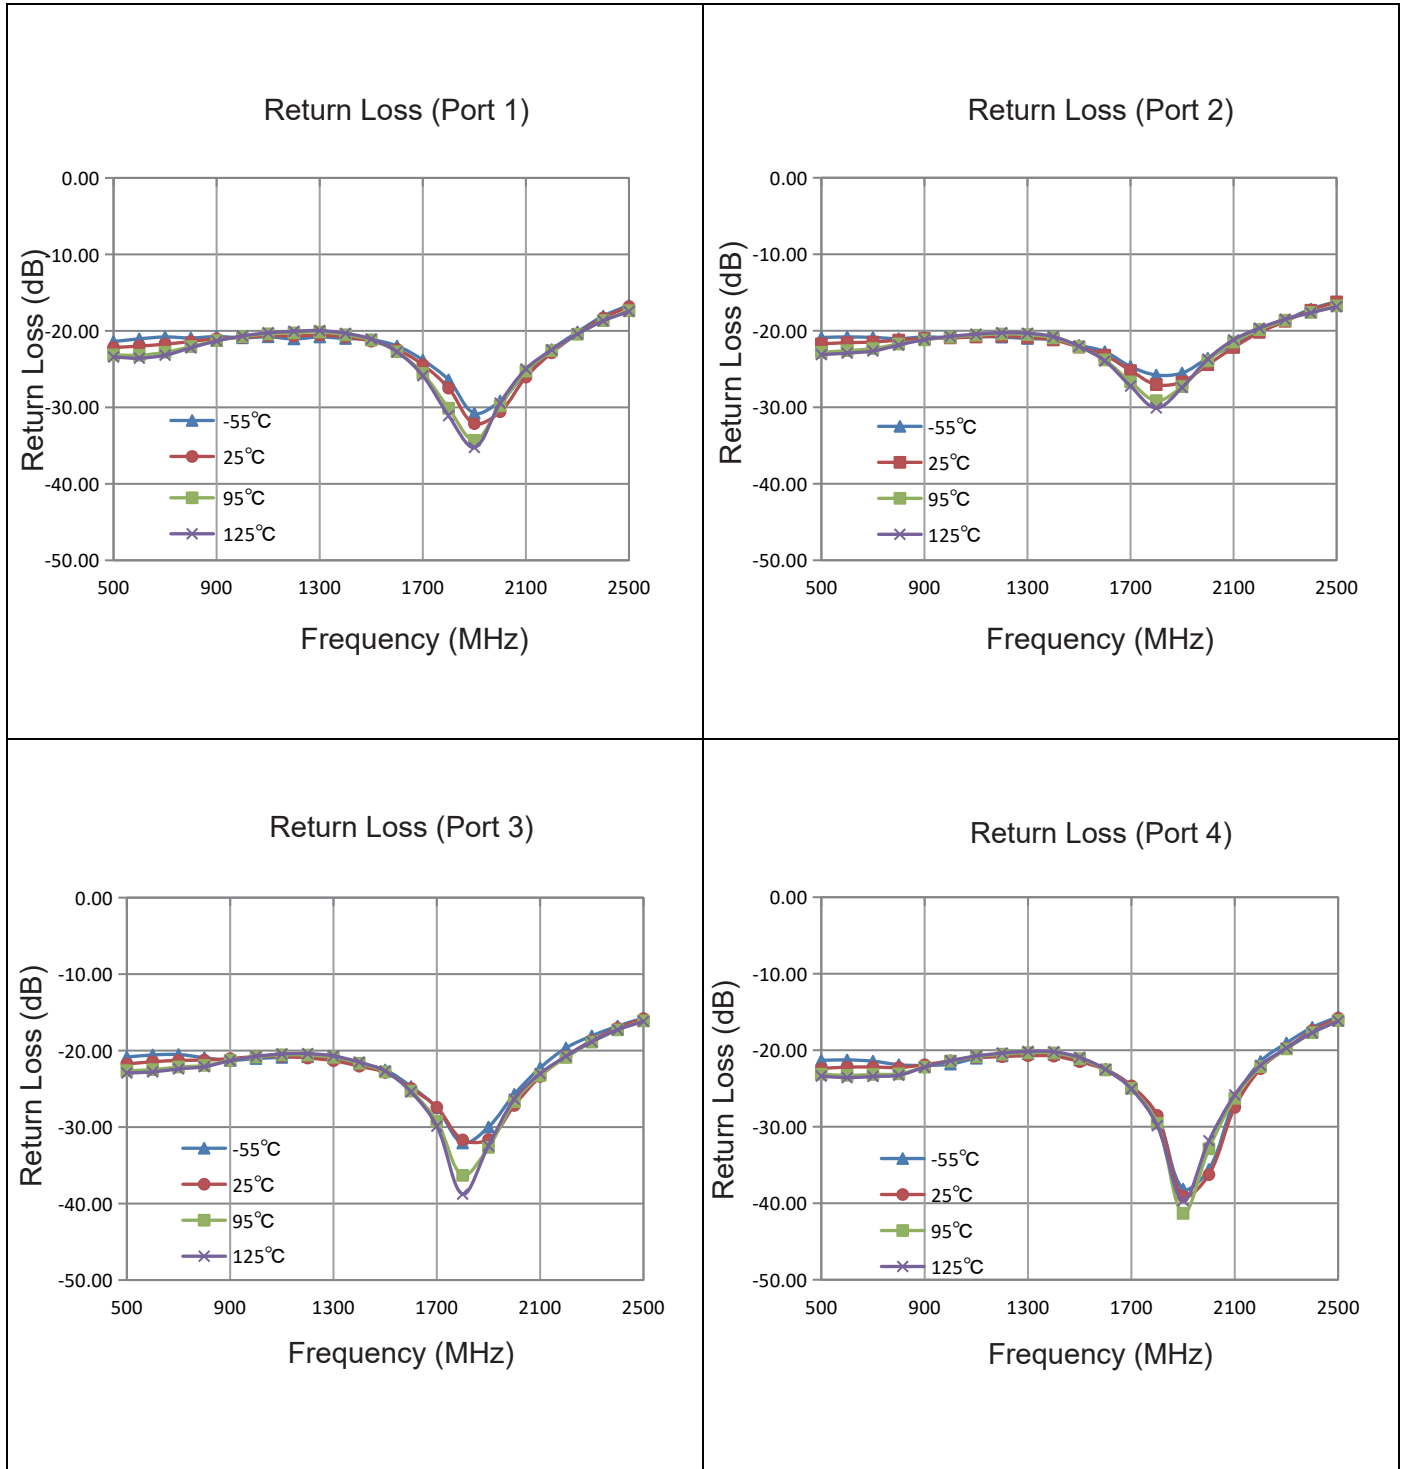 Return Loss (Port 1)
Return Loss (dB)
0.00
-10.00
-20.00
-30.00
-40.00
-50.00
-55℃
25℃
95℃
125℃
500 900 1300 1700 2100 2500
Frequency (MHz)
Return Loss (Port 2)
Return Loss (dB)
0.00
-10.00
-20.00
-30.00
-40.00
-50.00
-55℃
25℃
95℃
125℃
500 900 1300 1700 2100 2500
Frequency (MHz)
Return Loss (Port 3)
Return Loss (dB)
0.00
-10.00
-20.00
-30.00
-40.00
-50.00
-55℃
25℃
95℃
125℃
500 900 1300 1700 2100 2500
Frequency (MHz)
Return Loss (Port 4)
Return Loss (dB)
0.00
-10.00
-20.00
-30.00
-40.00
-50.00
-55℃
25℃
95℃
125℃
500 900 1300 1700 2100 2500
Frequency (MHz)